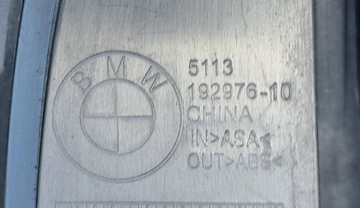 BMW
5113
192976-10
CHINA
IN>ASA<
OUT>ABS<